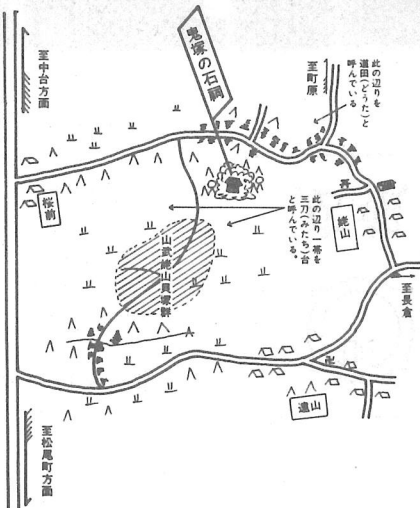 鬼塚の石祠
至中台方面
至町原
此の辺りを
道田(どうた)と
呼んでいる
桜前
此の辺り一帯を
三刀(みたち)台
と呼んでいる。
姥山
山武姥山貝塚群
至長倉
遠山
至松尾町方面